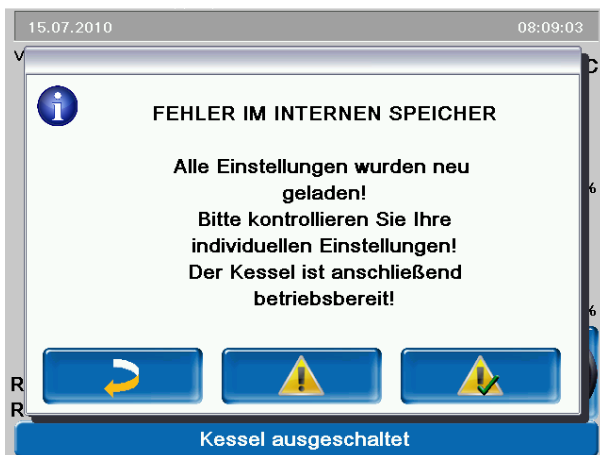 15.07.2010 08:09:03
FEHLER IM INTERNEN SPEICHER
Alle Einstellungen wurden neu
geladen!
Bitte kontrollieren Sie Ihre
individuellen Einstellungen!
Der Kessel ist anschließend
betriebsbereit!
Kessel ausgeschaltet